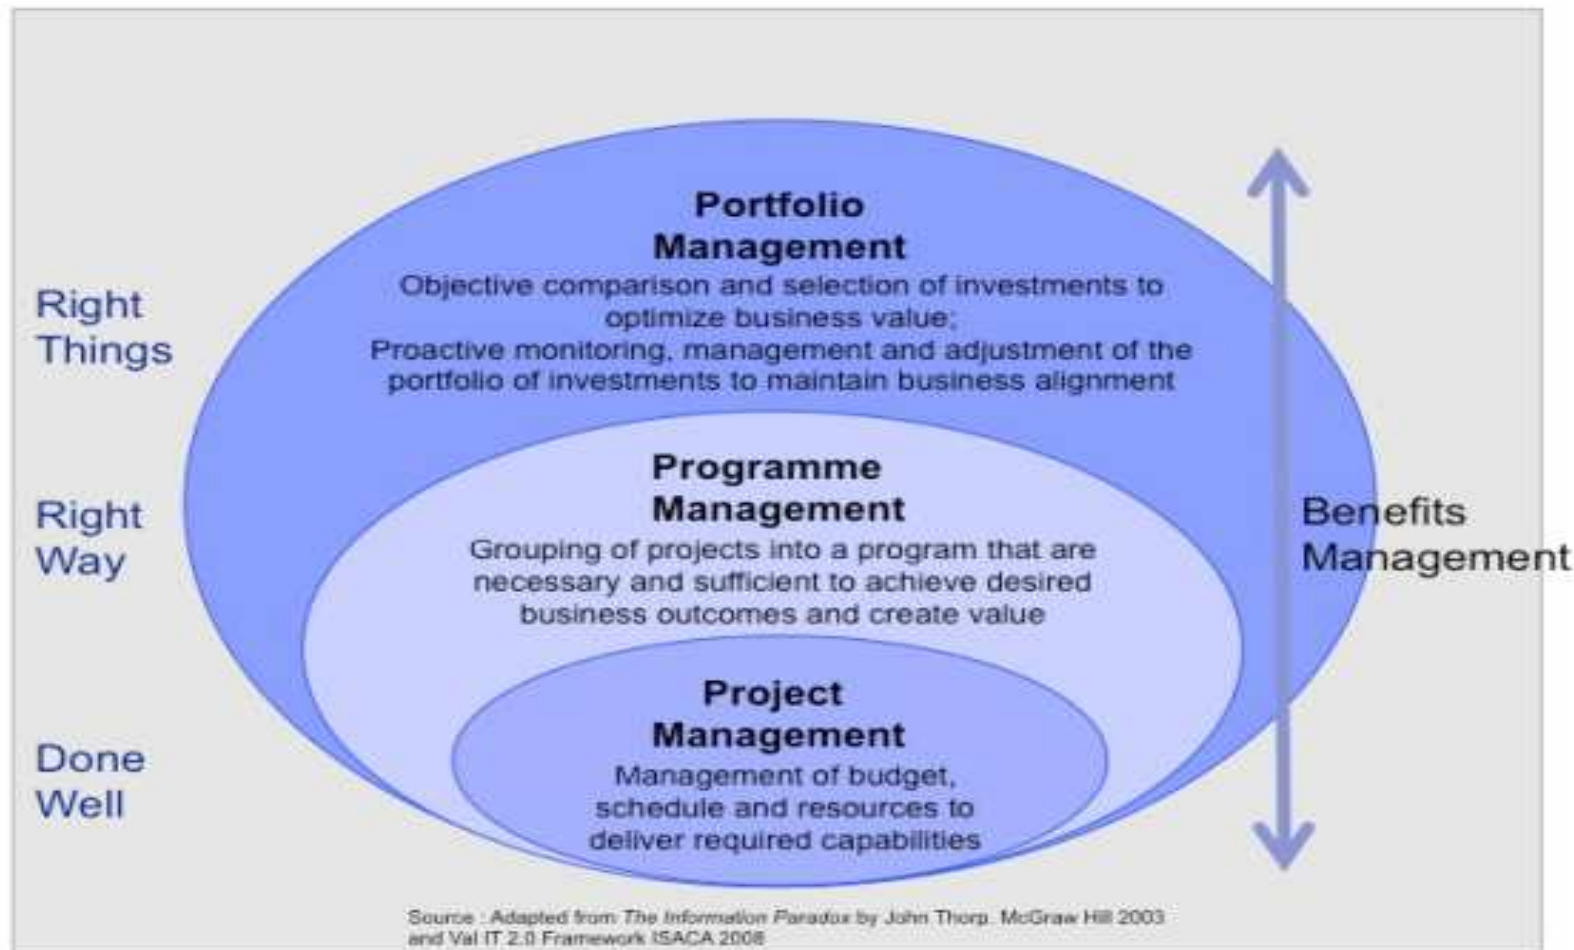 Portfolio
Management
Objective comparison and selection of investments to
optimize business value;
Proactive monitoring, management and adjustment of the
portfolio of investments to maintain business alignment
Right
Things
Programme
Management
Grouping of projects into a program that are
necessary and sufficient to achieve desired
business outcomes and create value
Right
Way
Benefits
Management
Project
Management
Management of budget,
schedule and resources to
deliver required capabilities
Done
Well
Source : Adapted from The Information Paradox by John Thorp. McGraw Hill 2003
and Val IT 2.0 Framework ISACA 2008